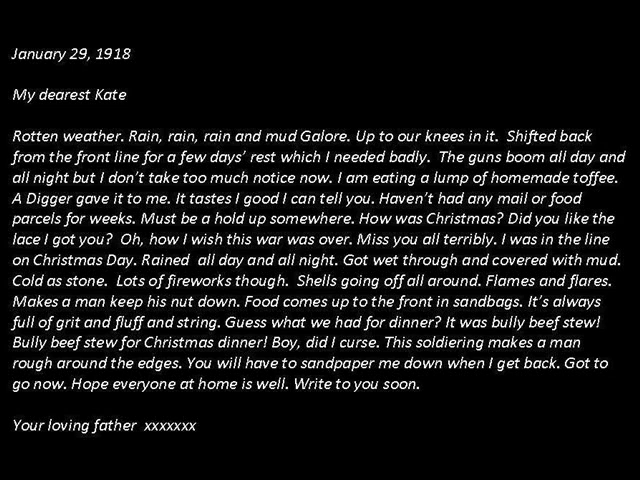 January 29, 1918
My dearest Kate
Rotten weather. Rain, rain, rain and mud Galore. Up to our knees in it.  Shifted back
from the front line for a few days’ rest which I needed badly.  The guns boom all day and
all night but I don’t take too much notice now. I am eating a lump of homemade toffee.
A Digger gave it to me. It tastes I good I can tell you. Haven’t had any mail or food
parcels for weeks. Must be a hold up somewhere. How was Christmas? Did you like the
lace I got you?  Oh, how I wish this war was over. Miss you all terribly. I was in the line
on Christmas Day. Rained  all day and all night. Got wet through and covered with mud.
Cold as stone.  Lots of fireworks though.  Shells going off all around. Flames and flares.
Makes a man keep his nut down. Food comes up to the front in sandbags. It’s always
full of grit and fluff and string. Guess what we had for dinner? It was bully beef stew!
Bully beef stew for Christmas dinner! Boy, did I curse. This soldiering makes a man
rough around the edges. You will have to sandpaper me down when I get back. Got to
go now. Hope everyone at home is well. Write to you soon.
Your loving father  xxxxxxx